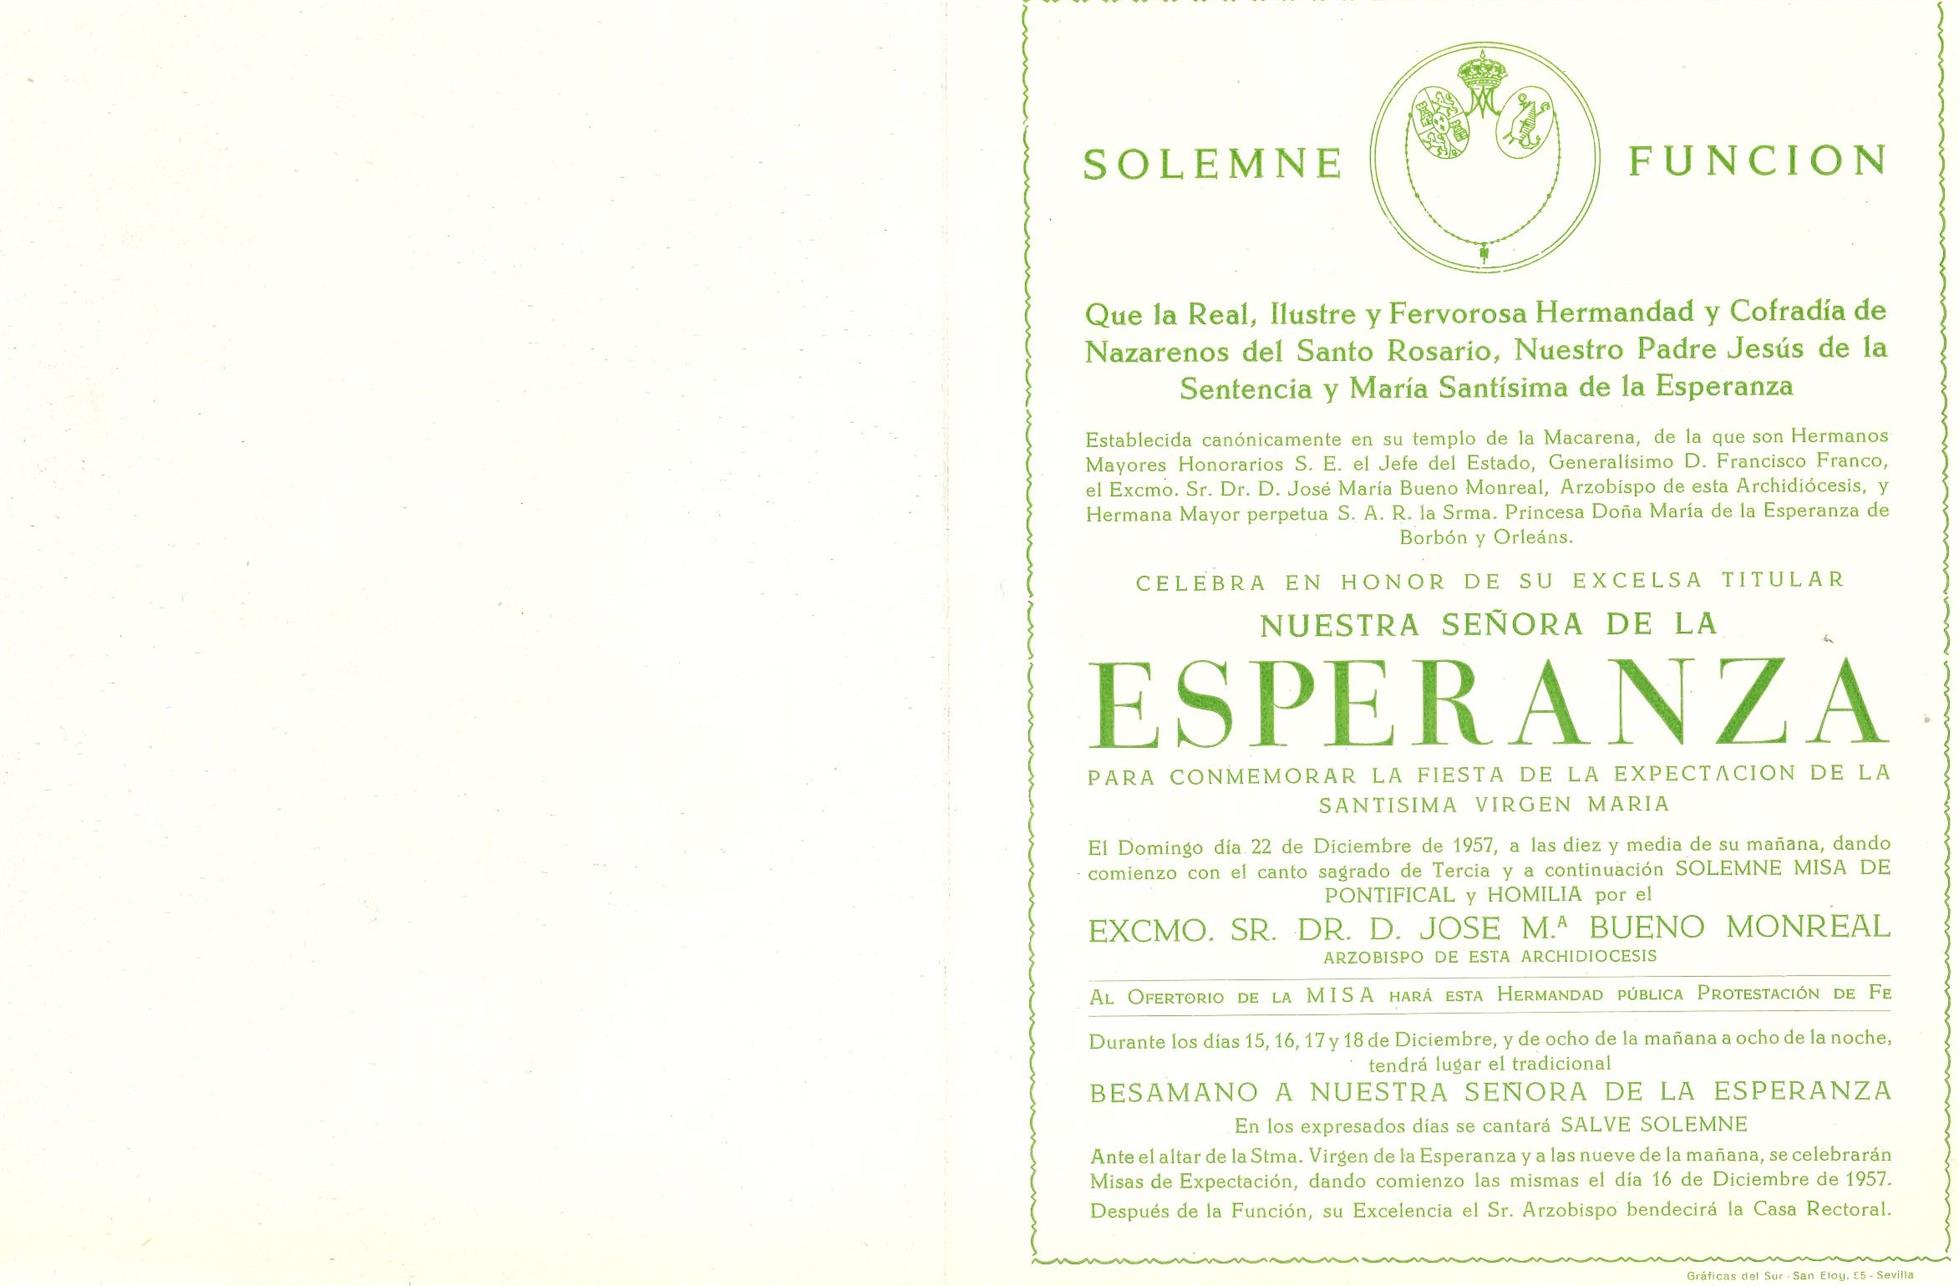 SOLEMNE FUNCION
Que la Real, Ilustre y Fervorosa Hermandad y Cofradía de
Nazarenos del Santo Rosario, Nuestro Padre Jesús de la
Sentencia y María Santísima de la Esperanza
Establecida canónicamente en su templo de la Macarena, de la que son Hermanos
Mayores Honorarios S. E. el Jefe del Estado, Generalísimo D. Francisco Franco,
el Excmo. Sr. Dr. D. José María Bueno Monreal, Arzobispo de esta Archidiócesis, y
Hermana Mayor perpetua S. A. R. la Srma. Princesa Doña María de la Esperanza de
Borbón y Orleáns.
CELEBRA EN HONOR DE SU EXCELSA TITULAR
NUESTRA SEÑORA DE LA
ESPERANZA
PARA CONMEMORAR LA FIESTA DE LA EXPECTACION DE LA
SANTISIMA VIRGEN MARIA
El Domingo día 22 de Diciembre de 1957, a las diez y media de su mañana, dando
comienzo con el canto sagrado de Tercia y a continuación SOLEMNE MISA DE
PONTIFICAL y HOMILIA por el
EXCMO. SR. DR. D. JOSE M.ª BUENO MONREAL
ARZOBISPO DE ESTA ARCHIDIOCESIS
AL OFERTORIO DE LA MISA HARÁ ESTA HERMANDAD PÚBLICA PROTESTACIÓN DE FE
Durante los días 15, 16, 17 y 18 de Diciembre, y de ocho de la mañana a ocho de la noche,
tendrá lugar el tradicional
BESAMANO A NUESTRA SEÑORA DE LA ESPERANZA
En los expresados días se cantará SALVE SOLEMNE
Ante el altar de la Stma. Virgen de la Esperanza y a las nueve de la mañana, se celebrarán
Misas de Expectación, dando comienzo las mismas el día 16 de Diciembre de 1957.
Después de la Función, su Excelencia el Sr. Arzobispo bendecirá la Casa Rectoral.
Gráficas del Sur - San Eloy, - Sevilla